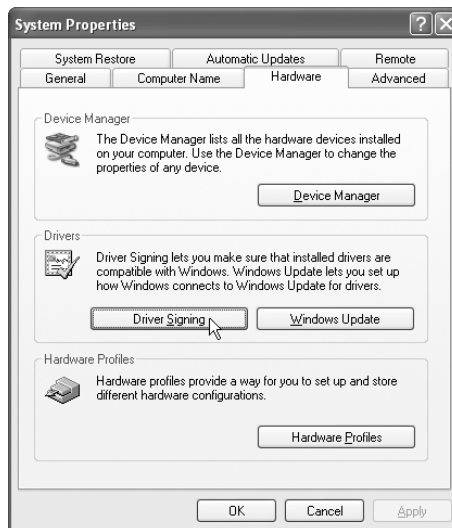 System Properties
System Restore Automatic Updates Remote
General Computer Name Hardware Advanced
Device Manager
The Device Manager lists all the hardware devices installed
on your computer. Use the Device Manager to change the
properties of any device.
Device Manager
Drivers
Driver Signing lets you make sure that installed drivers are
compatible with Windows. Windows Update lets you set up
how Windows connects to Windows Update for drivers.
Driver Signing Windows Update
Hardware Profiles
Hardware profiles provide a way for you to set up and store
different hardware configurations.
Hardware Profiles
OK Cancel Apply